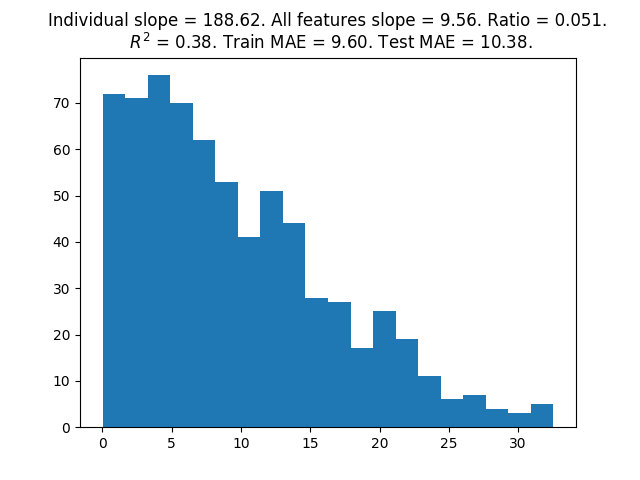 Individual slope = 188.62. All features slope = 9.56. Ratio = 0.051.
R² = 0.38. Train MAE = 9.60. Test MAE = 10.38.
70
60
50
40
30
20
10
0
0 5 10 15 20 25 30